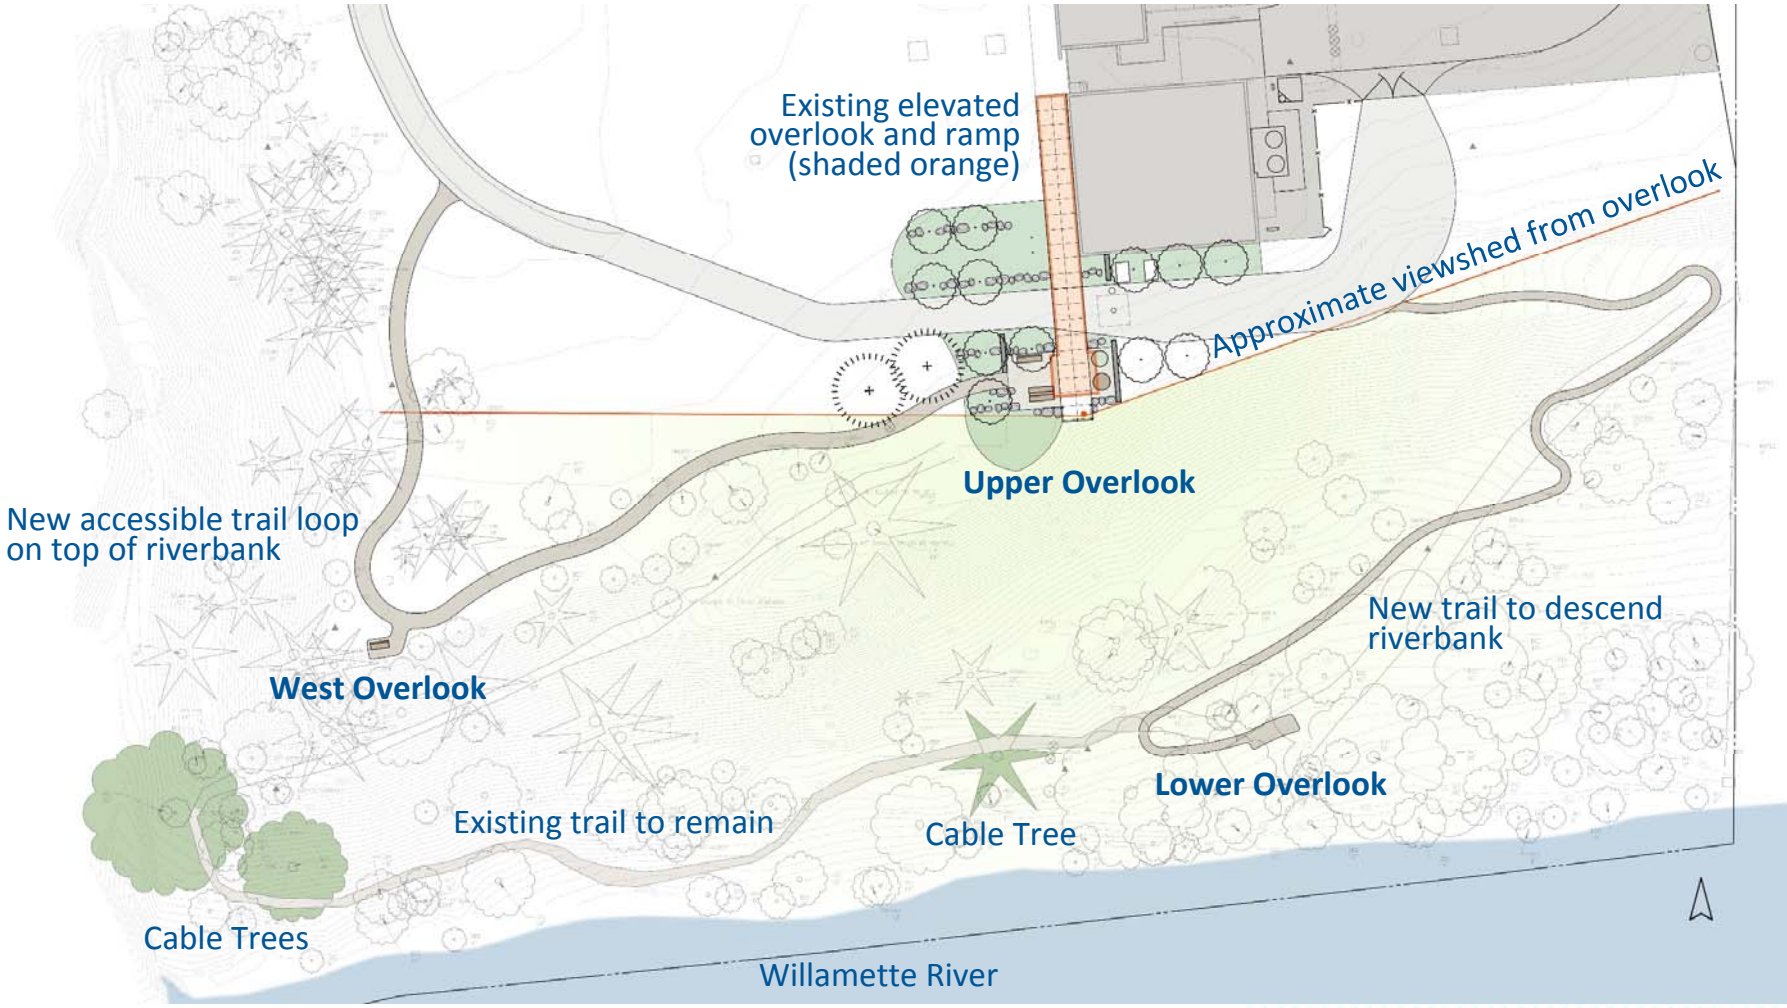 Existing elevated
overlook and ramp
(shaded orange)
Approximate viewshed from overlook
Upper Overlook
New accessible trail loop
on top of riverbank
New trail to descend
riverbank
West Overlook
Lower Overlook
Existing trail to remain
Cable Tree
Cable Trees
Willamette River